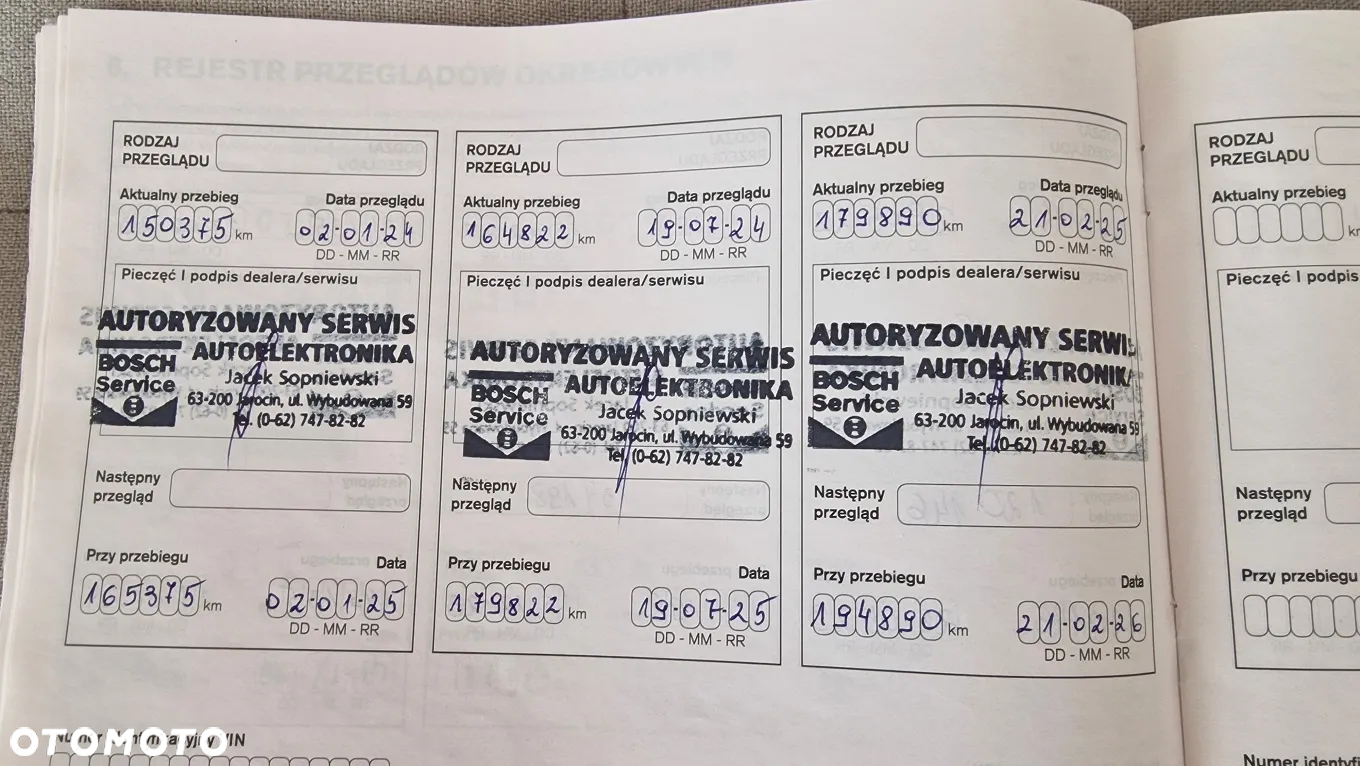 6. REJESTR PRZEGLĄDÓW OKRESOWYCH
RODZAJ
PRZEGLĄDU
Aktualny przebieg
Data przeglądu
150375 km
02-01-24
DD - MM - RR
Pieczęć I podpis dealera/serwisu
AUTORYZOWANY SERWIS
BOSCH
Service
AUTOELEKTRONIKA
Jacek Sopniewski
63-200 Jarocin, ul. Wybudowana 59
Tel. (0-62) 747-82-82
Następny
przegląd
Przy przebiegu
Data
165375 km
02-01-25
DD - MM - RR
RODZAJ
PRZEGLĄDU
Aktualny przebieg
Data przeglądu
164822 km
19-07-24
DD - MM - RR
Pieczęć I podpis dealera/serwisu
AUTORYZOWANY SERWIS
BOSCH
Service
AUTOELEKTRONIKA
Jacek Sopniewski
63-200 Jarocin, ul. Wybudowana 59
Tel. (0-62) 747-82-82
Następny
przegląd
Przy przebiegu
Data
179822 km
19-07-25
DD - MM - RR
RODZAJ
PRZEGLĄDU
Aktualny przebieg
Data przeglądu
179890 km
21-02-25
DD - MM - RR
Pieczęć I podpis dealera/serwisu
AUTORYZOWANY SERWIS
BOSCH
Service
AUTOELEKTRONIKA
Jacek Sopniewski
63-200 Jarocin, ul. Wybudowana 59
Tel. (0-62) 747-82-82
Następny
przegląd
Przy przebiegu
Data
194890 km
21-02-26
DD - MM - RR
RODZAJ
PRZEGLĄDU
Aktualny przebieg
Pieczęć I podpis
Następny
przegląd
Przy przebiegu
Numer identyfikacyjny VIN
Numer identyfi
OTOMOTO